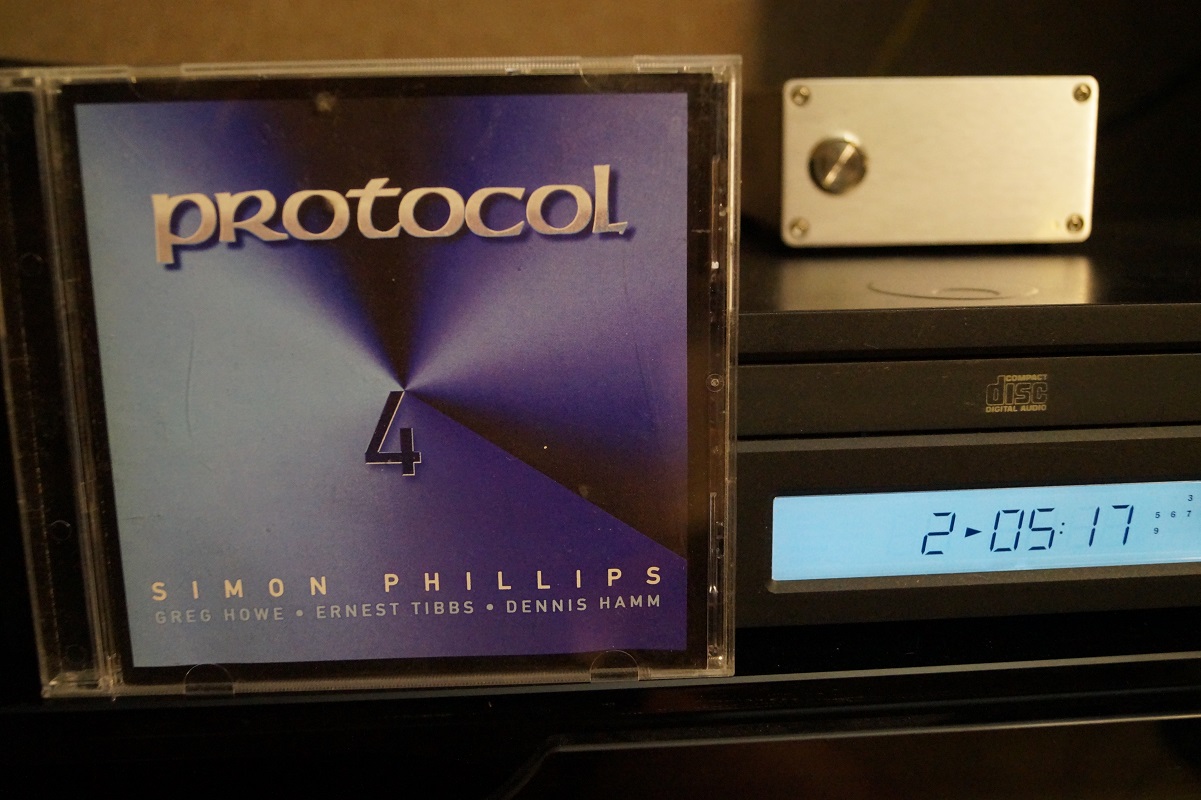 protocol
4
SIMON PHILLIPS
GREG HOWE • ERNEST TIBBS • DENNIS HAMM
COMPACT
disc
DIGITAL AUDIO
2 ► 05:17
3
5 6 7
9